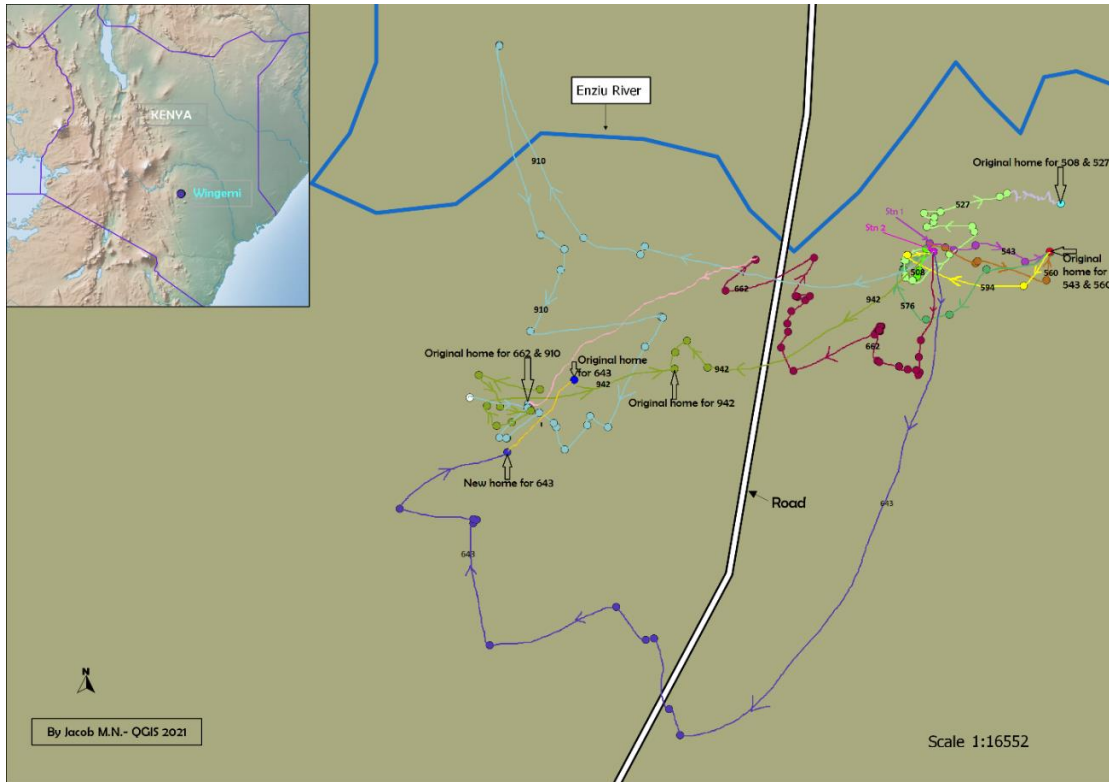 KENYA
Wingemi
Enziu River
910
Original home for 508 & 527
527
Stn 1
Stn 2
543
508
560
Original
home for
543 & 560
594
576
662
942
910
662
Original home for 662 & 910
Original home
for 643
942
942
Original home for 942
New home for 643
Road
643
643
N
By Jacob M.N.- QGIS 2021
Scale 1:16552